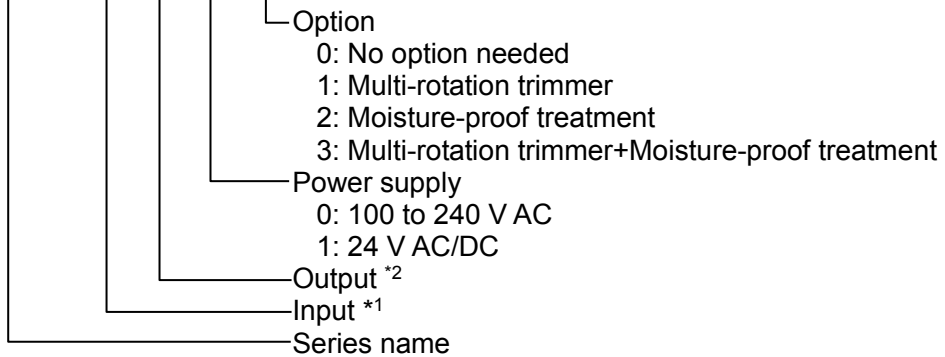 Option
0: No option needed
1: Multi-rotation trimmer
2: Moisture-proof treatment
3: Multi-rotation trimmer+Moisture-proof treatment
Power supply
0: 100 to 240 V AC
1: 24 V AC/DC
Output *2
Input *1
Series name